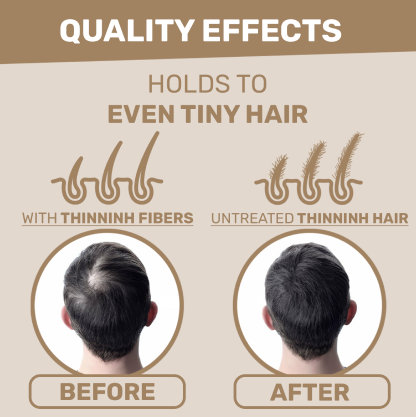 QUALITY EFFECTS
HOLDS TO
EVEN TINY HAIR
WITH THINNINH FIBERS
UNTREATED THINNINH HAIR
BEFORE
AFTER